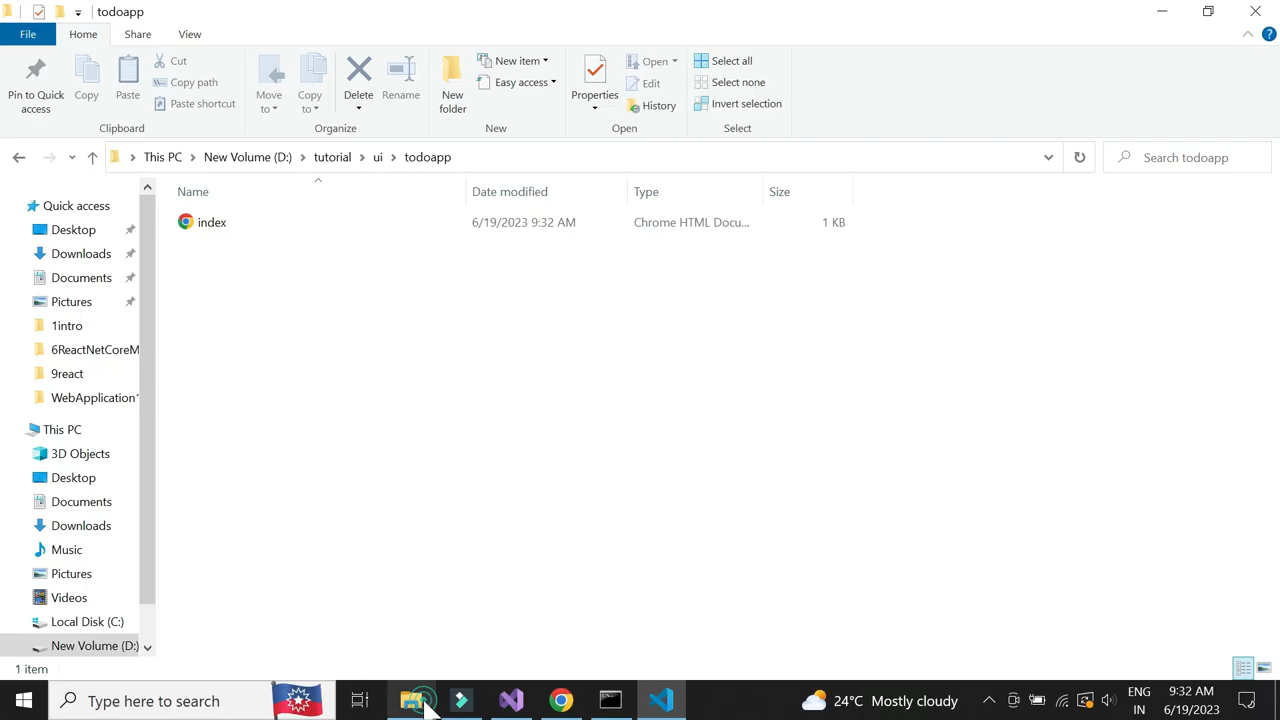 todoapp
File
Home
Share
View
Pin to Quick
access
Copy
Paste
Cut
Copy path
Paste shortcut
Clipboard
Move
to
Copy
to
Delete
Rename
Organize
New
folder
New item
Easy access
New
Properties
Open
Edit
History
Open
Select all
Select none
Invert selection
Select
This PC
New Volume (D:)
tutorial
ui
todoapp
Search todoapp
Name
Date modified
Type
Size
index
6/19/2023 9:32 AM
Chrome HTML Docu...
1 KB
Quick access
Desktop
Downloads
Documents
Pictures
1intro
6ReactNetCoreM
9react
WebApplication1
This PC
3D Objects
Desktop
Documents
Downloads
Music
Pictures
Videos
Local Disk (C:)
New Volume (D:)
1 item
Type here to search
24°C Mostly cloudy
ENG
IN
9:32 AM
6/19/2023